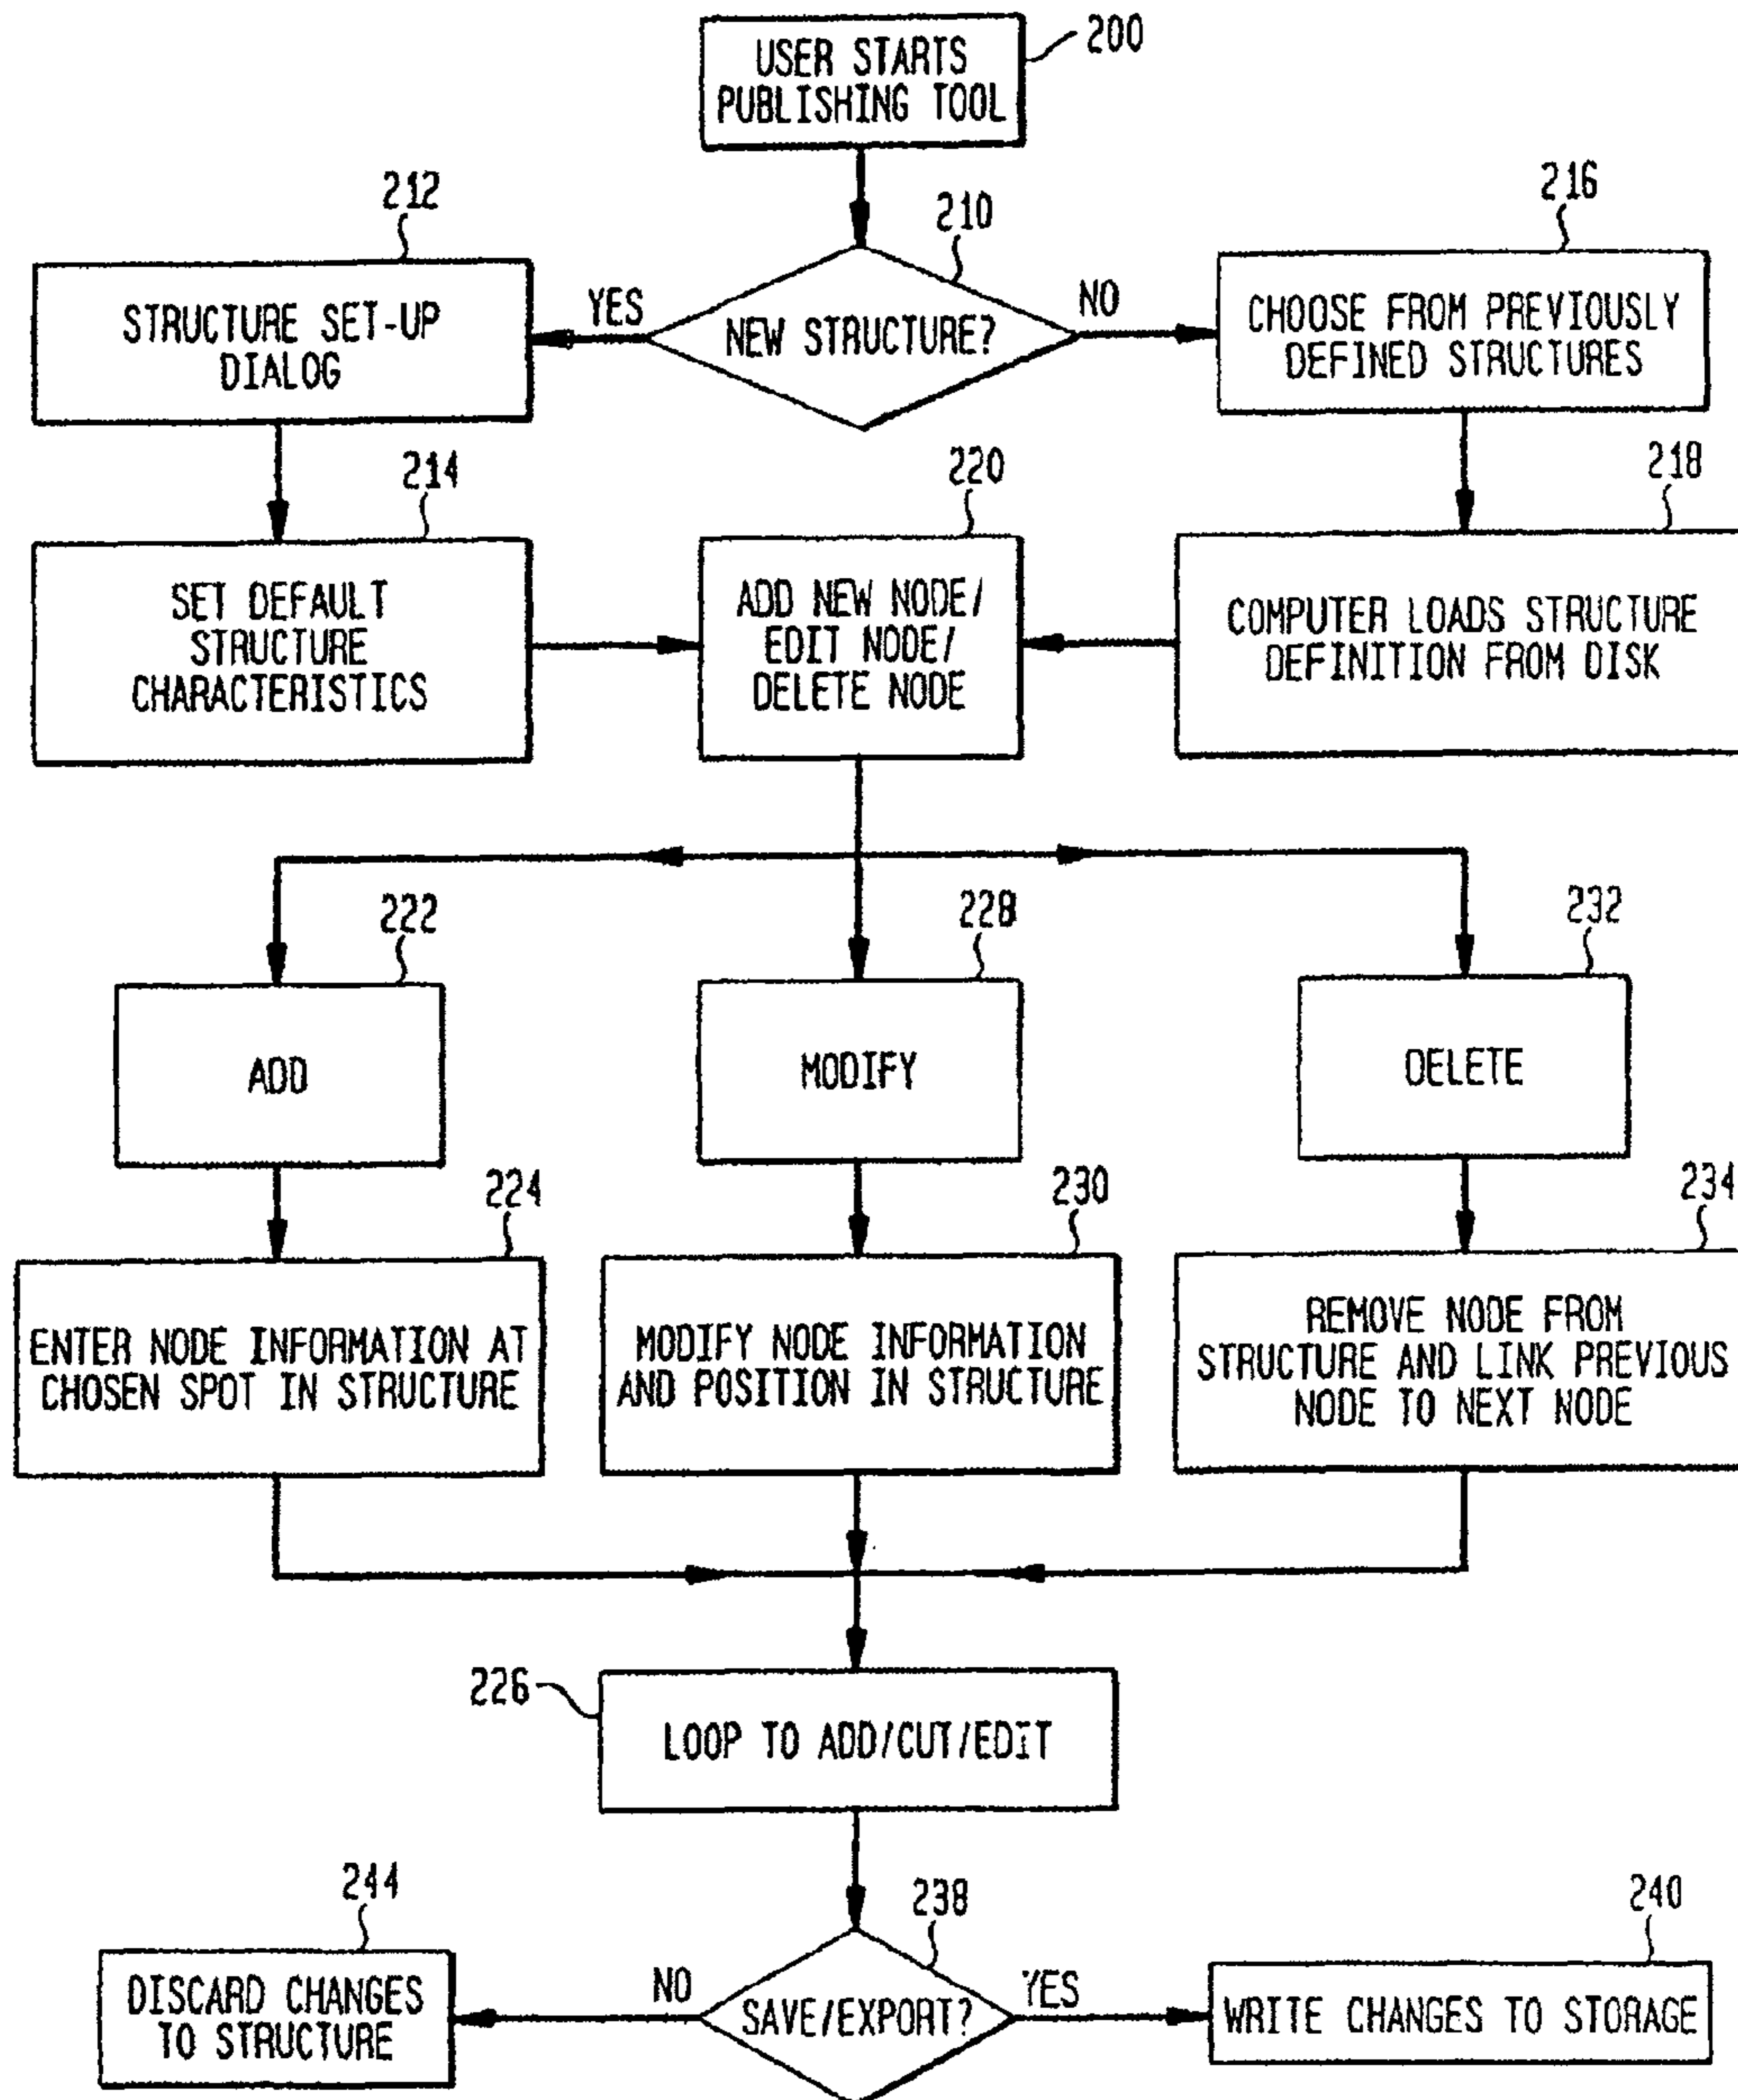 200
USER STARTS
PUBLISHING TOOL
212
210
216
STRUCTURE SET-UP
DIALOG
YES
NEW STRUCTURE?
NO
CHOOSE FROM PREVIOUSLY
DEFINED STRUCTURES
214
220
218
SET DEFAULT
STRUCTURE
CHARACTERISTICS
ADD NEW NODE/
EDIT NODE/
DELETE NODE
COMPUTER LOADS STRUCTURE
DEFINITION FROM DISK
222
228
232
ADD
MODIFY
DELETE
224
230
234
ENTER NODE INFORMATION AT
CHOSEN SPOT IN STRUCTURE
MODIFY NODE INFORMATION
AND POSITION IN STRUCTURE
REMOVE NODE FROM
STRUCTURE AND LINK PREVIOUS
NODE TO NEXT NODE
226
LOOP TO ADD/CUT/EDIT
244
238
240
DISCARD CHANGES
TO STRUCTURE
NO
SAVE/EXPORT?
YES
WRITE CHANGES TO STORAGE